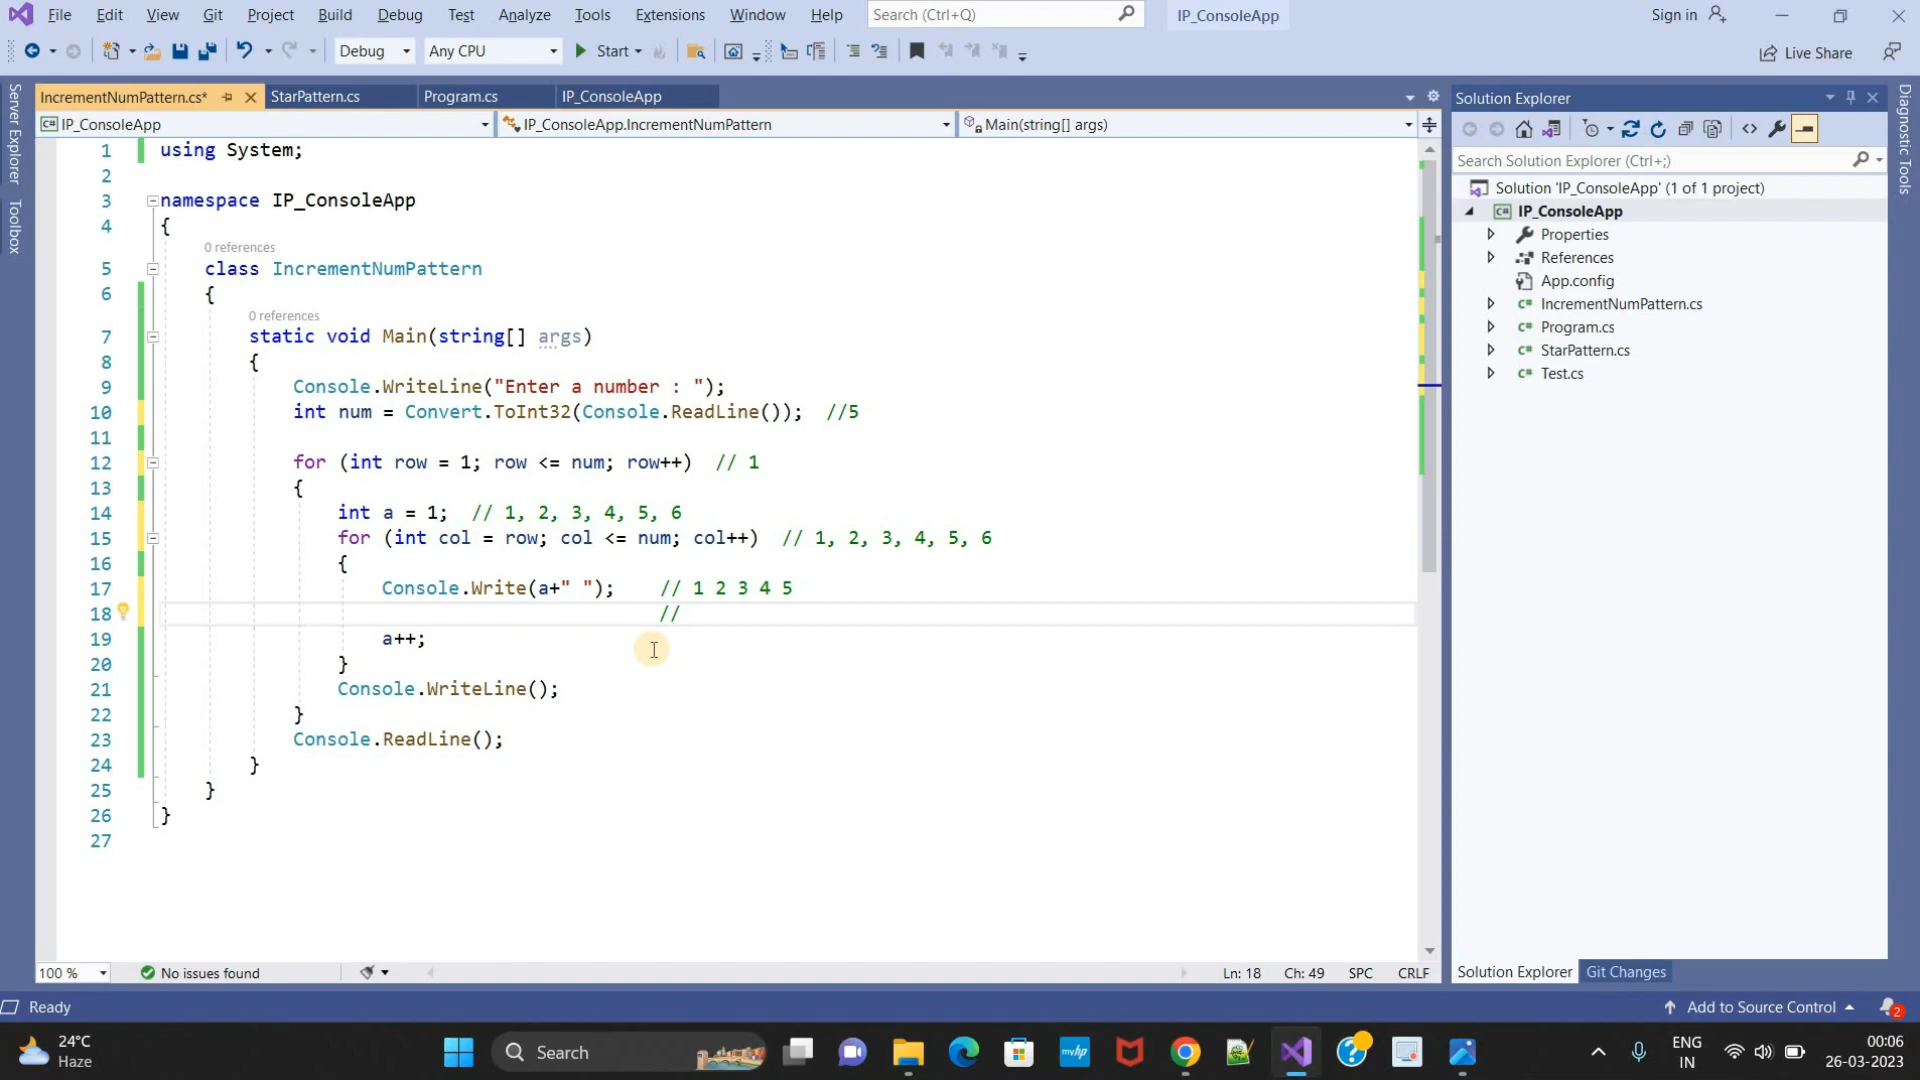 File Edit View Git Project Build Debug Test Analyze Tools Extensions Window Help Search (Ctrl+Q) IP_ConsoleApp Sign in
Debug Any CPU Start Live Share
Server Explorer
Toolbox
IncrementNumPattern.cs* StarPattern.cs Program.cs IP_ConsoleApp
IP_ConsoleApp IP_ConsoleApp.IncrementNumPattern Main(string[] args)
1 using System;
2
3 namespace IP_ConsoleApp
4 {
0 references
5 class IncrementNumPattern
6 {
0 references
7 static void Main(string[] args)
8 {
9 Console.WriteLine("Enter a number : ");
10 int num = Convert.ToInt32(Console.ReadLine()); //5
11
12 for (int row = 1; row <= num; row++) // 1
13 {
14 int a = 1; // 1, 2, 3, 4, 5, 6
15 for (int col = row; col <= num; col++) // 1, 2, 3, 4, 5, 6
16 {
17 Console.Write(a+" "); // 1 2 3 4 5
18 //
19 a++;
20 }
21 Console.WriteLine();
22 }
23 Console.ReadLine();
24 }
25 }
26 }
27
100 % No issues found Ln: 18 Ch: 49 SPC CRLF
Solution Explorer
Search Solution Explorer (Ctrl+;)
Solution 'IP_ConsoleApp' (1 of 1 project)
C# IP_ConsoleApp
Properties
References
App.config
C# IncrementNumPattern.cs
C# Program.cs
C# StarPattern.cs
C# Test.cs
Solution Explorer Git Changes
Diagnostic Tools
Ready Add to Source Control 2
24°C
Haze
Search
myhp
ENG
IN
00:06
26-03-2023